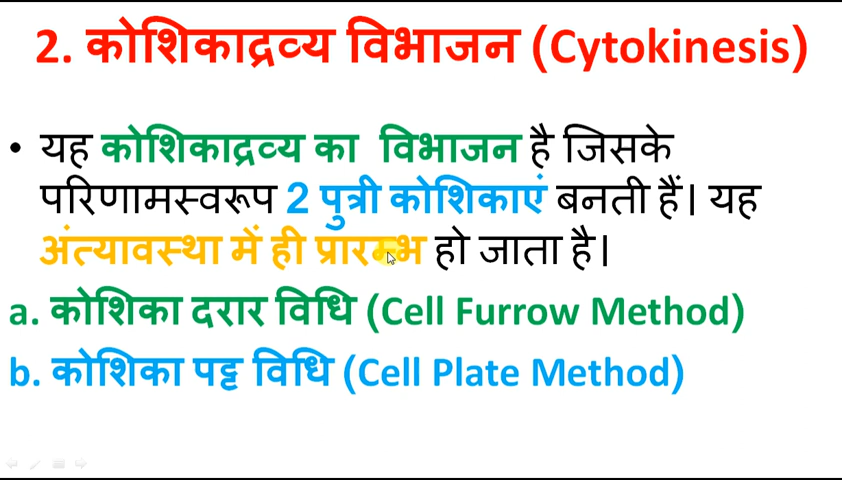 2. कोशिकाद्रव्य विभाजन (Cytokinesis)
• यह कोशिकाद्रव्य का विभाजन है जिसके
परिणामस्वरूप 2 पुत्री कोशिकाएं बनती हैं। यह
अंत्यावस्था में ही प्रारम्भ हो जाता है।
a. कोशिका दरार विधि (Cell Furrow Method)
b. कोशिका पट्ट विधि (Cell Plate Method)